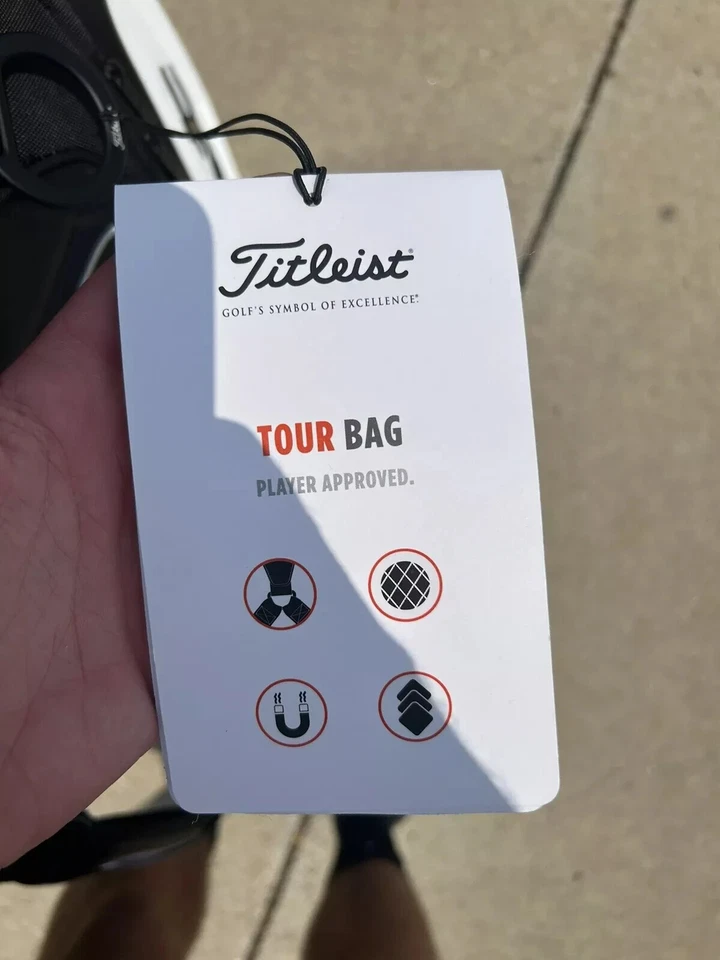 Titleist®
GOLF'S SYMBOL OF EXCELLENCE®
TOUR BAG
PLAYER APPROVED.